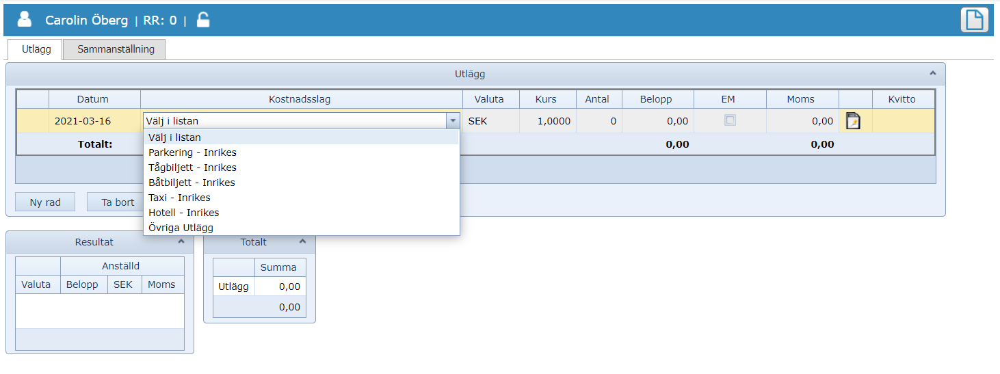 Carolin Öberg | RR: 0 |
Utlägg Sammanställning
Utlägg
Datum Kostnadsslag Valuta Kurs Antal Belopp EM Moms Kvitto
2021-03-16 Välj i listan SEK 1,0000 0 0,00 0,00
Totalt: 0,00 0,00
Välj i listan
Parkering - Inrikes
Tågbiljett - Inrikes
Båtbiljett - Inrikes
Taxi - Inrikes
Hotell - Inrikes
Övriga Utlägg
Ny rad Ta bort
Resultat
Anställd
Valuta Belopp SEK Moms
Totalt
Summa
Utlägg 0,00
0,00